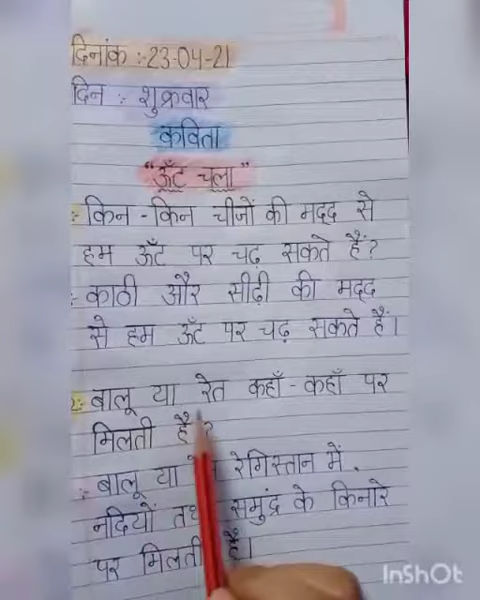 दिनांक :-23-04-21
दिन : शुक्रवार
कविता
"ऊँट चला"
:- किन - किन चीजों की मदद से
हम ऊँट पर चढ़ सकते हैं?
:- काठी और सीढ़ी की मदद
से हम ऊँट पर चढ़ सकते हैं।
2:- बालू या रेत कहाँ - कहाँ पर
मिलती है?
:- बालू या रेगिस्तान में,
नदियों समुंद्र के किनारे
पर मिलती है।
InShOt